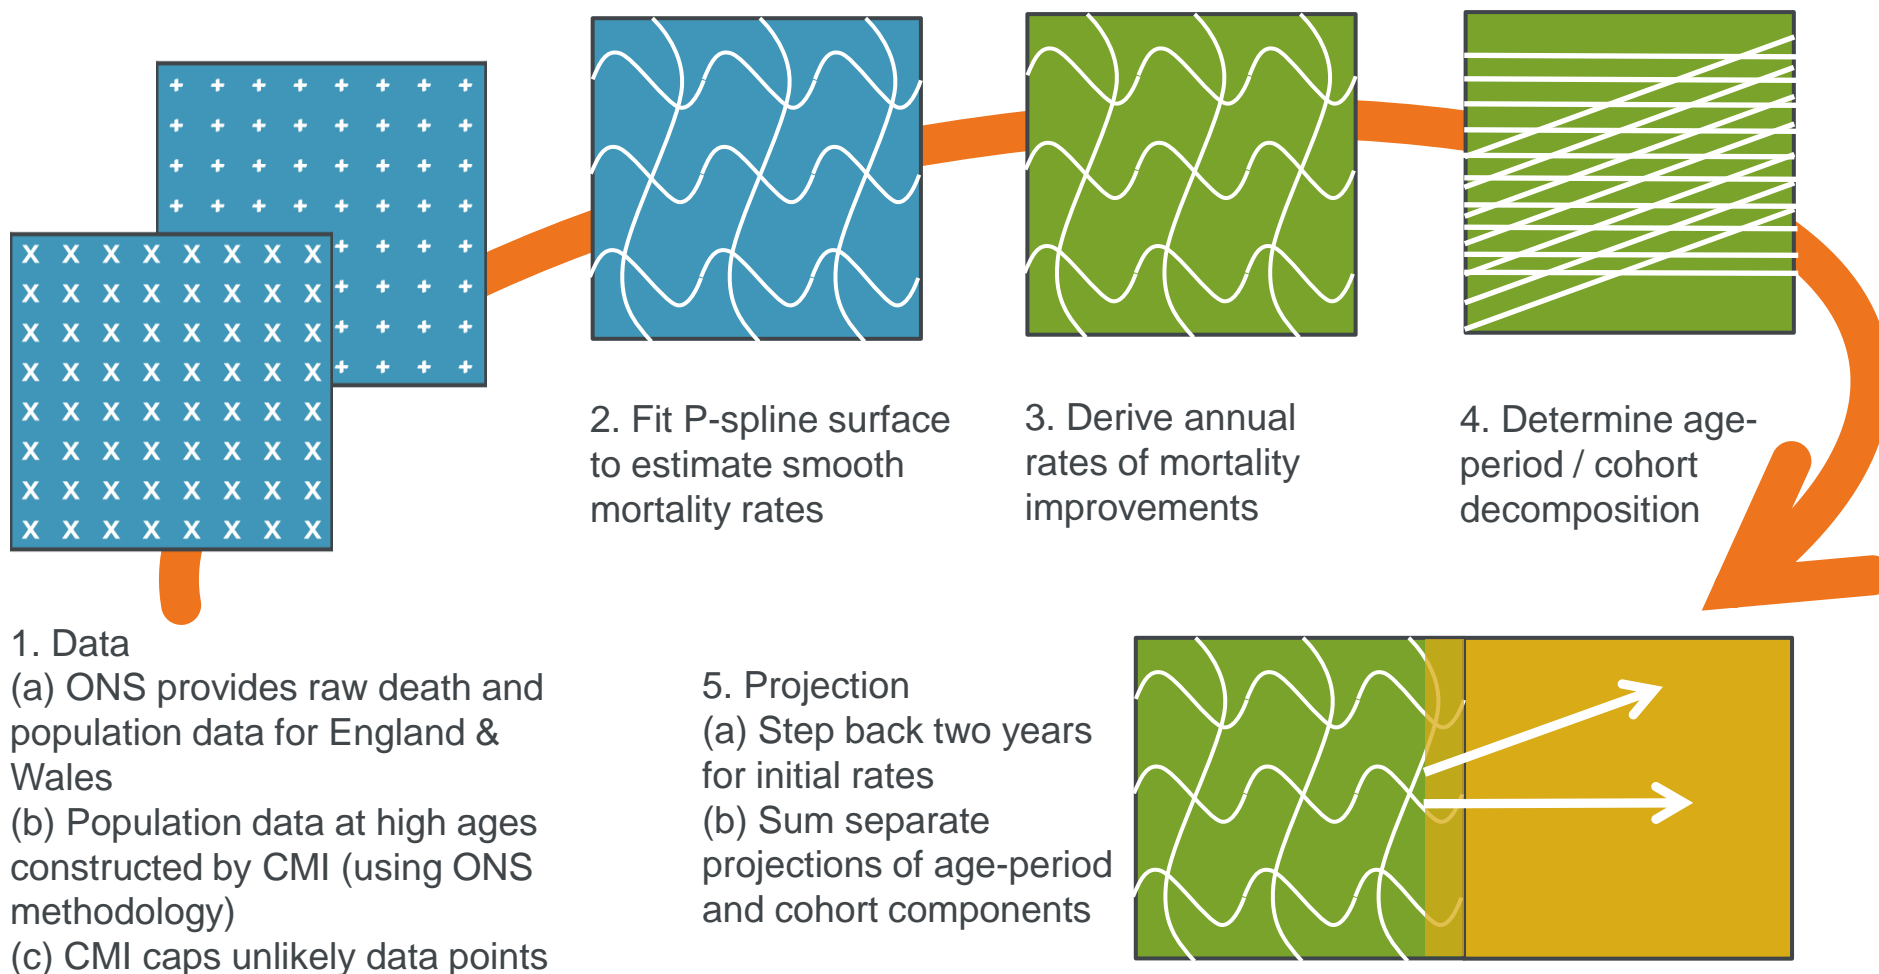 2. Fit P-spline surface
to estimate smooth
mortality rates
3. Derive annual
rates of mortality
improvements
4. Determine age-
period / cohort
decomposition
1. Data
(a) ONS provides raw death and
population data for England &
Wales
(b) Population data at high ages
constructed by CMI (using ONS
methodology)
(c) CMI caps unlikely data points
5. Projection
(a) Step back two years
for initial rates
(b) Sum separate
projections of age-period
and cohort components